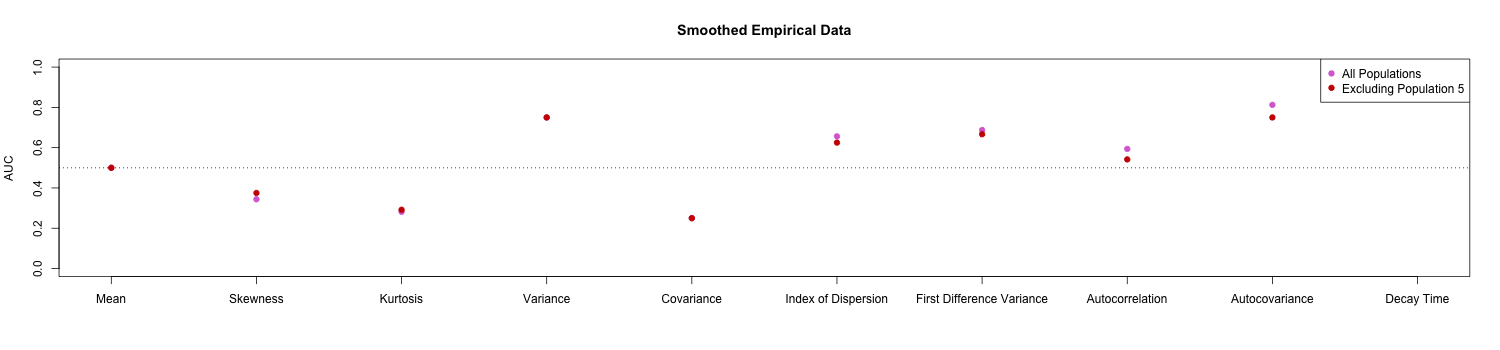 Smoothed Empirical Data
All Populations
Excluding Population 5
AUC
1.0
0.8
0.6
0.4
0.2
0.0
Mean Skewness Kurtosis Variance Covariance Index of Dispersion First Difference Variance Autocorrelation Autocovariance Decay Time